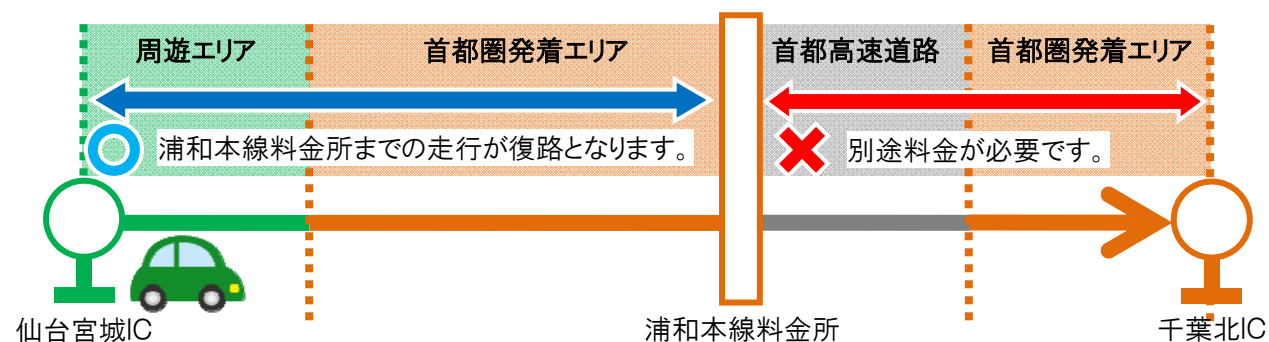 周遊エリア
首都圏発着エリア
首都高速道路
首都圏発着エリア
浦和本線料金所までの走行が復路となります。
別途料金が必要です。
仙台宮城IC
浦和本線料金所
千葉北IC